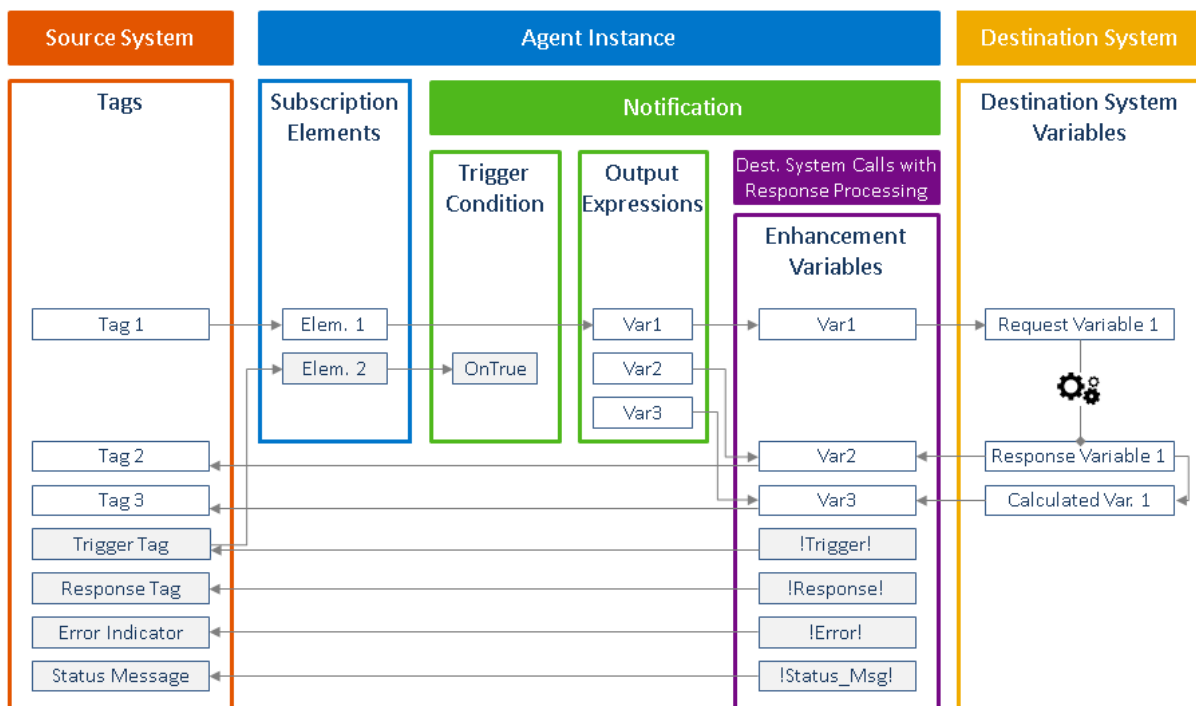 Source System
Agent Instance
Destination System
Tags
Subscription
Elements
Notification
Destination System
Variables
Trigger
Condition
Output
Expressions
Dest. System Calls with
Response Processing
Enhancement
Variables
Tag 1
Elem. 1
Var1
Var1
Request Variable 1
Elem. 2
OnTrue
Var2
Var3
Tag 2
Var2
Response Variable 1
Tag 3
Var3
Calculated Var. 1
Trigger Tag
!Trigger!
Response Tag
!Response!
Error Indicator
!Error!
Status Message
!Status_Msg!